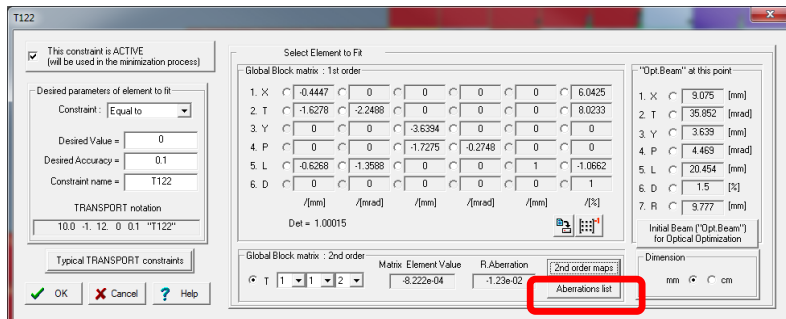 T122
This constraint is ACTIVE
(will be used in the minimization process)
Desired parameters of element to fit
Constraint : Equal to
Desired Value = 0
Desired Accuracy = 0.1
Constraint name = T122
TRANSPORT notation
10.0 -1. 12. 0 0.1 "T122"
Typical TRANSPORT constraints
OK Cancel ? Help
Select Element to Fit
Global Block matrix : 1st order
1. X -0.4447 0 0 0 0 6.0425
2. T -1.6278 -2.2488 0 0 0 8.0233
3. Y 0 0 -3.6394 0 0 0
4. P 0 0 -1.7275 -0.2748 0 0
5. L -0.6268 -1.3588 0 0 1 -1.0662
6. D 0 0 0 0 0 1
/[mm] /[mrad] /[mm] /[mrad] /[mm] /[%]
Det = 1.00015
Global Block matrix : 2nd order
Matrix Element Value R.Aberration
T 1 1 2 -8.222e-04 -1.23e-02
2nd order maps
Aberrations list
"Opt.Beam" at this point
1. X 9.075 [mm]
2. T 35.852 [mrad]
3. Y 3.639 [mm]
4. P 4.469 [mrad]
5. L 20.454 [mm]
6. D 1.5 [%]
7. R 9.777 [mm]
Initial Beam ("Opt.Beam")
for Optical Optimization
Dimension
mm cm